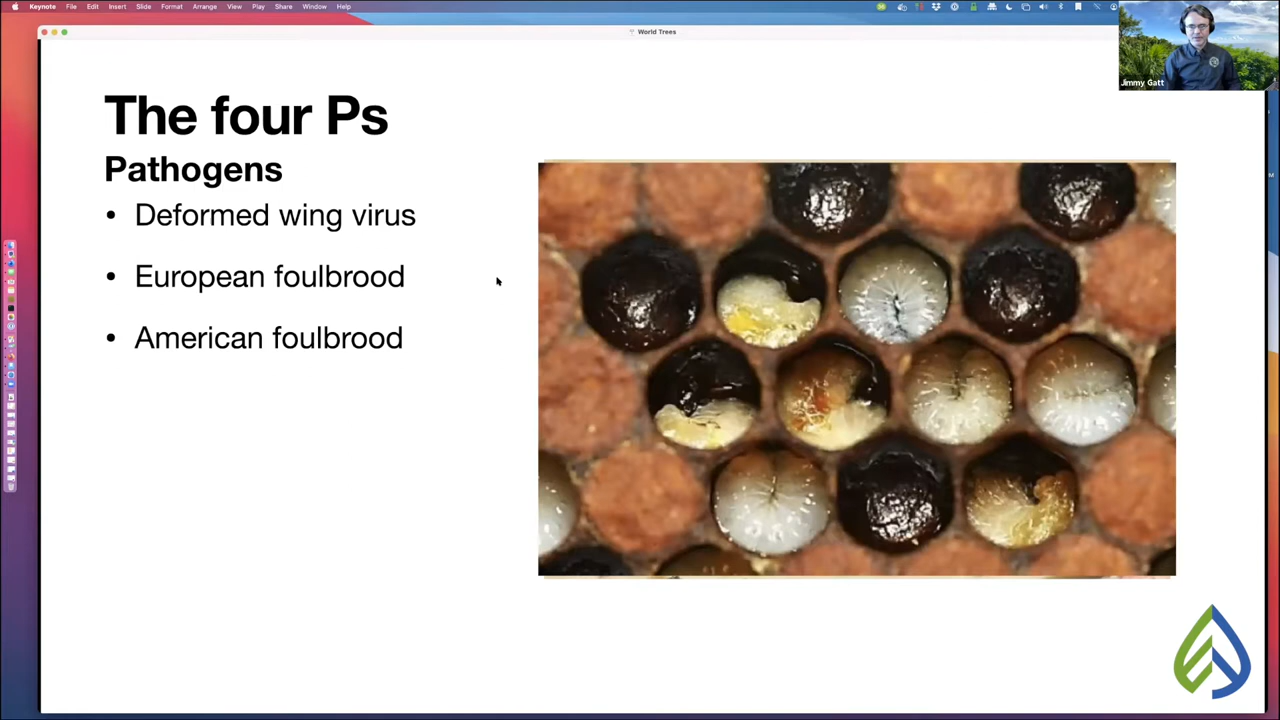 Keynote File Edit Insert Slide Format Arrange View Play Share Window Help
World Trees
Jimmy Gatt
The four Ps
Pathogens
• Deformed wing virus
• European foulbrood
• American foulbrood